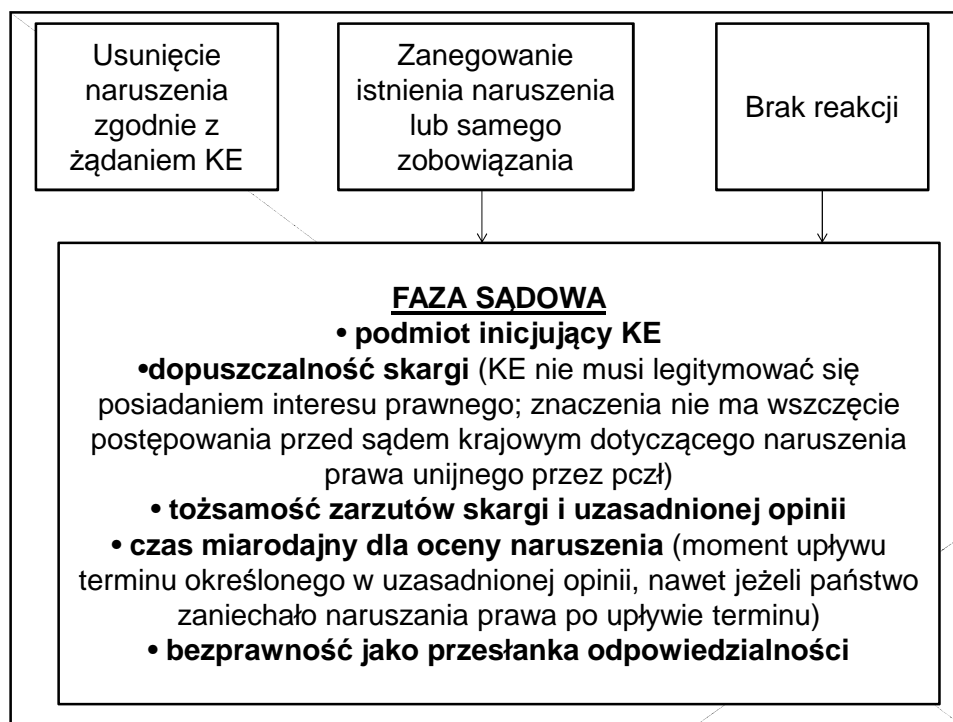 Usunięcie
naruszenia
zgodnie z
żądaniem KE
Zanegowanie
istnienia naruszenia
lub samego
zobowiązania
Brak reakcji
FAZA SĄDOWA
• podmiot inicjujący KE
•dopuszczalność skargi (KE nie musi legitymować się
posiadaniem interesu prawnego; znaczenia nie ma wszczęcie
postępowania przed sądem krajowym dotyczącego naruszenia
prawa unijnego przez pczł)
• tożsamość zarzutów skargi i uzasadnionej opinii
• czas miarodajny dla oceny naruszenia (moment upływu
terminu określonego w uzasadnionej opinii, nawet jeżeli państwo
zaniechało naruszania prawa po upływie terminu)
• bezprawność jako przesłanka odpowiedzialności